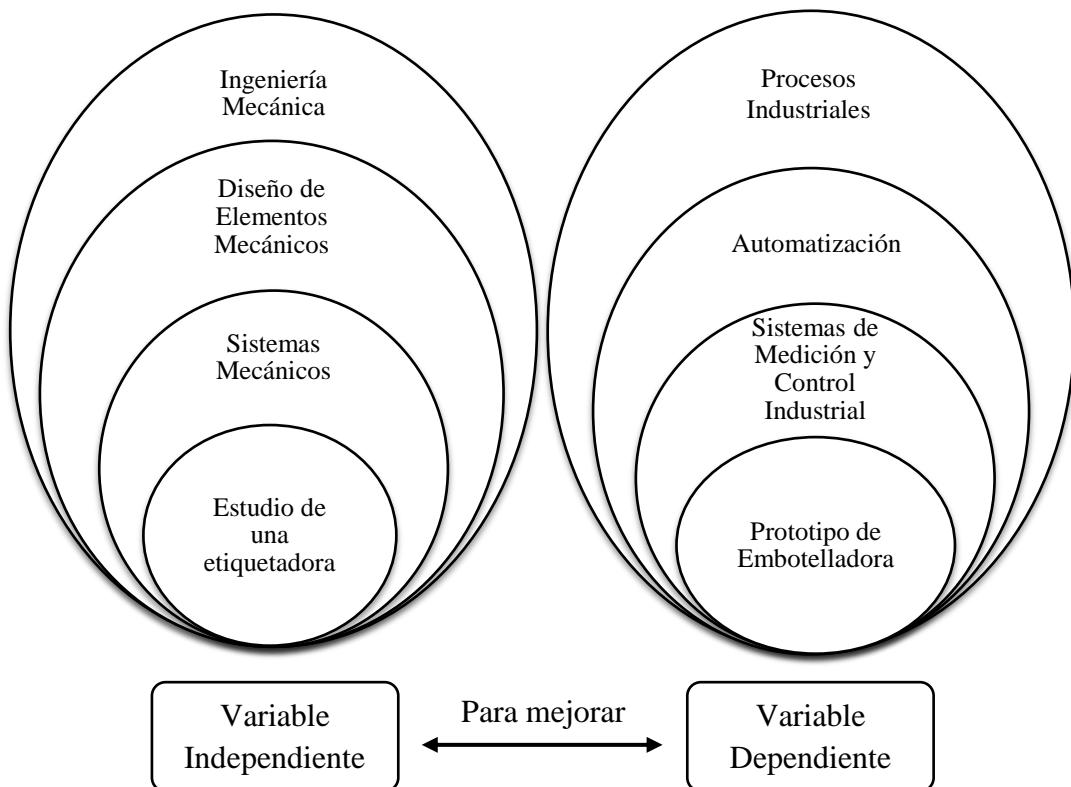 Ingeniería
Mecánica
Diseño de
Elementos
Mecánicos
Sistemas
Mecánicos
Estudio de
una
etiquetadora
Procesos
Industriales
Automatización
Sistemas de
Medición y
Control
Industrial
Prototipo de
Embotelladora
Variable
Independiente
Para mejorar
Variable
Dependiente